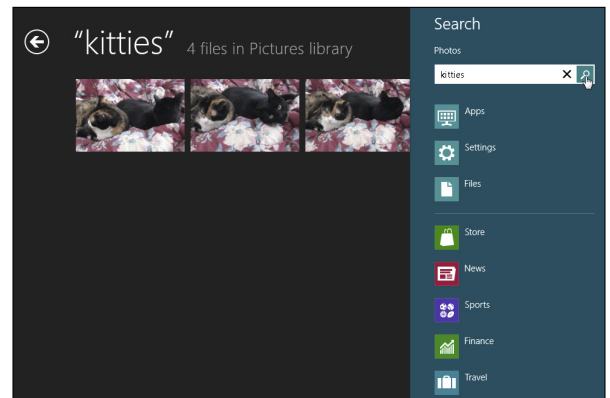 “kitties” 4 files in Pictures library
Search
Photos
kitties
Apps
Settings
Files
Store
News
Sports
Finance
Travel